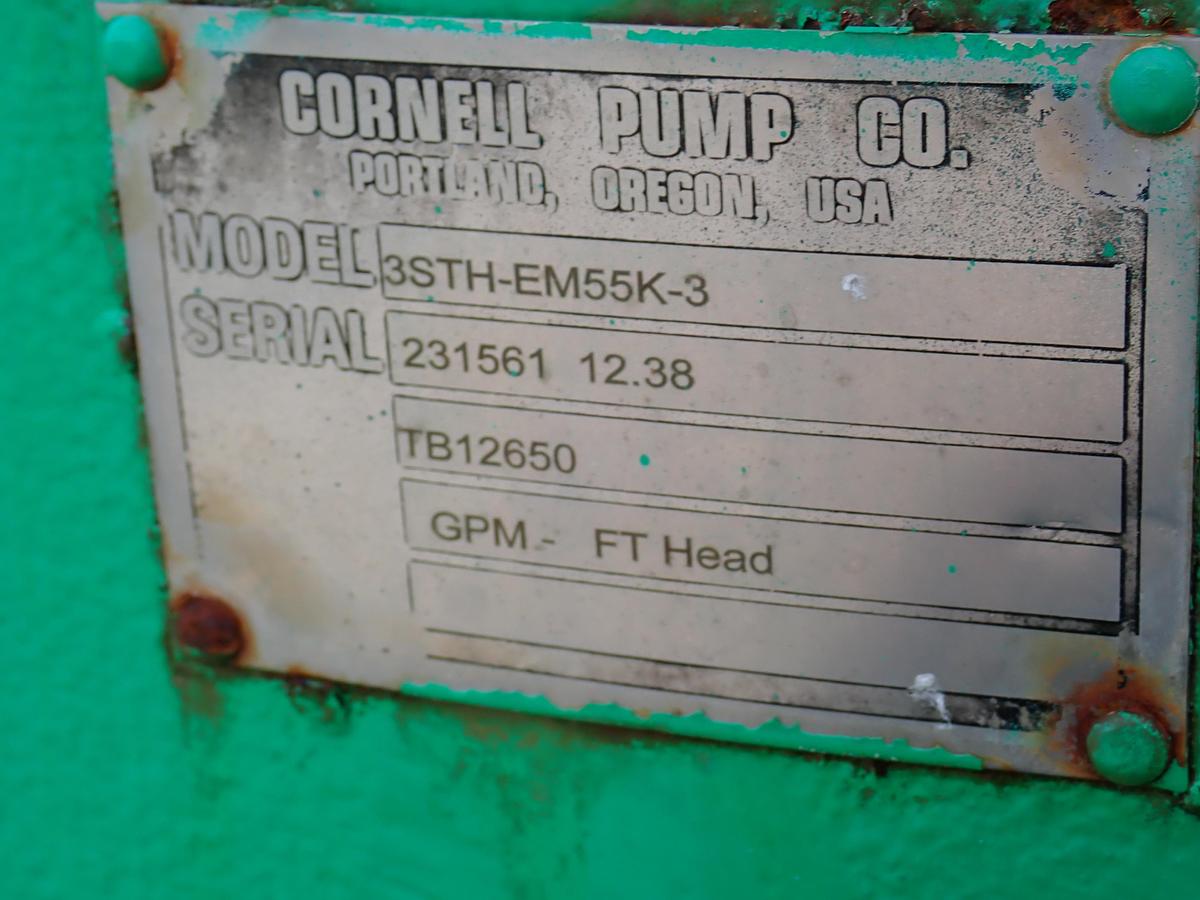 CORNELL PUMP CO.
PORTLAND, OREGON, USA
MODEL 3STH-EM55K-3
SERIAL 231561 12.38
TB12650
GPM - FT Head